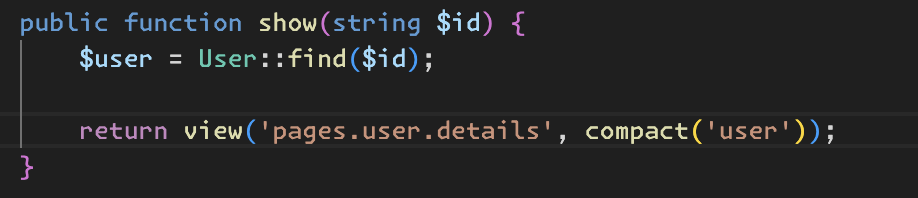 public function show(string $id) {
    $user = User::find($id);

    return view('pages.user.details', compact('user'));
}